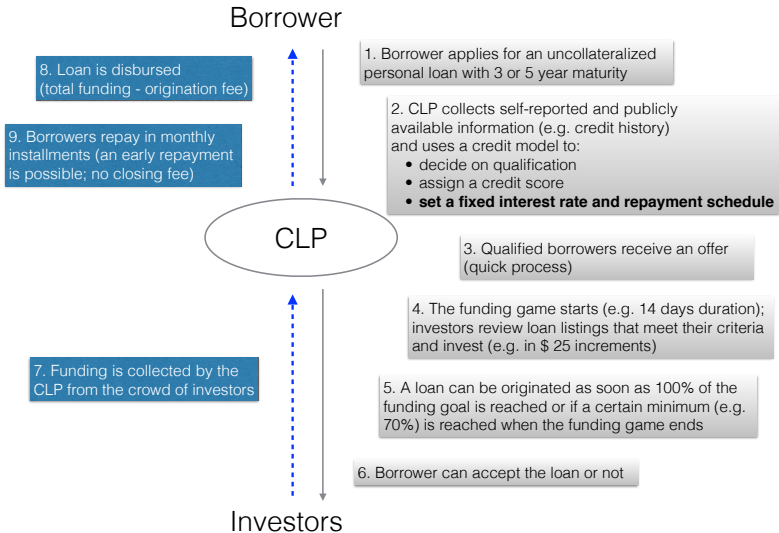 Borrower
1. Borrower applies for an uncollateralized
personal loan with 3 or 5 year maturity
8. Loan is disbursed
(total funding - origination fee)
2. CLP collects self-reported and publicly
available information (e.g. credit history)
and uses a credit model to:
• decide on qualification
• assign a credit score
• set a fixed interest rate and repayment schedule
9. Borrowers repay in monthly
installments (an early repayment
is possible; no closing fee)
CLP
3. Qualified borrowers receive an offer
(quick process)
4. The funding game starts (e.g. 14 days duration);
investors review loan listings that meet their criteria
and invest (e.g. in $ 25 increments)
7. Funding is collected by the
CLP from the crowd of investors
5. A loan can be originated as soon as 100% of the
funding goal is reached or if a certain minimum (e.g.
70%) is reached when the funding game ends
6. Borrower can accept the loan or not
Investors